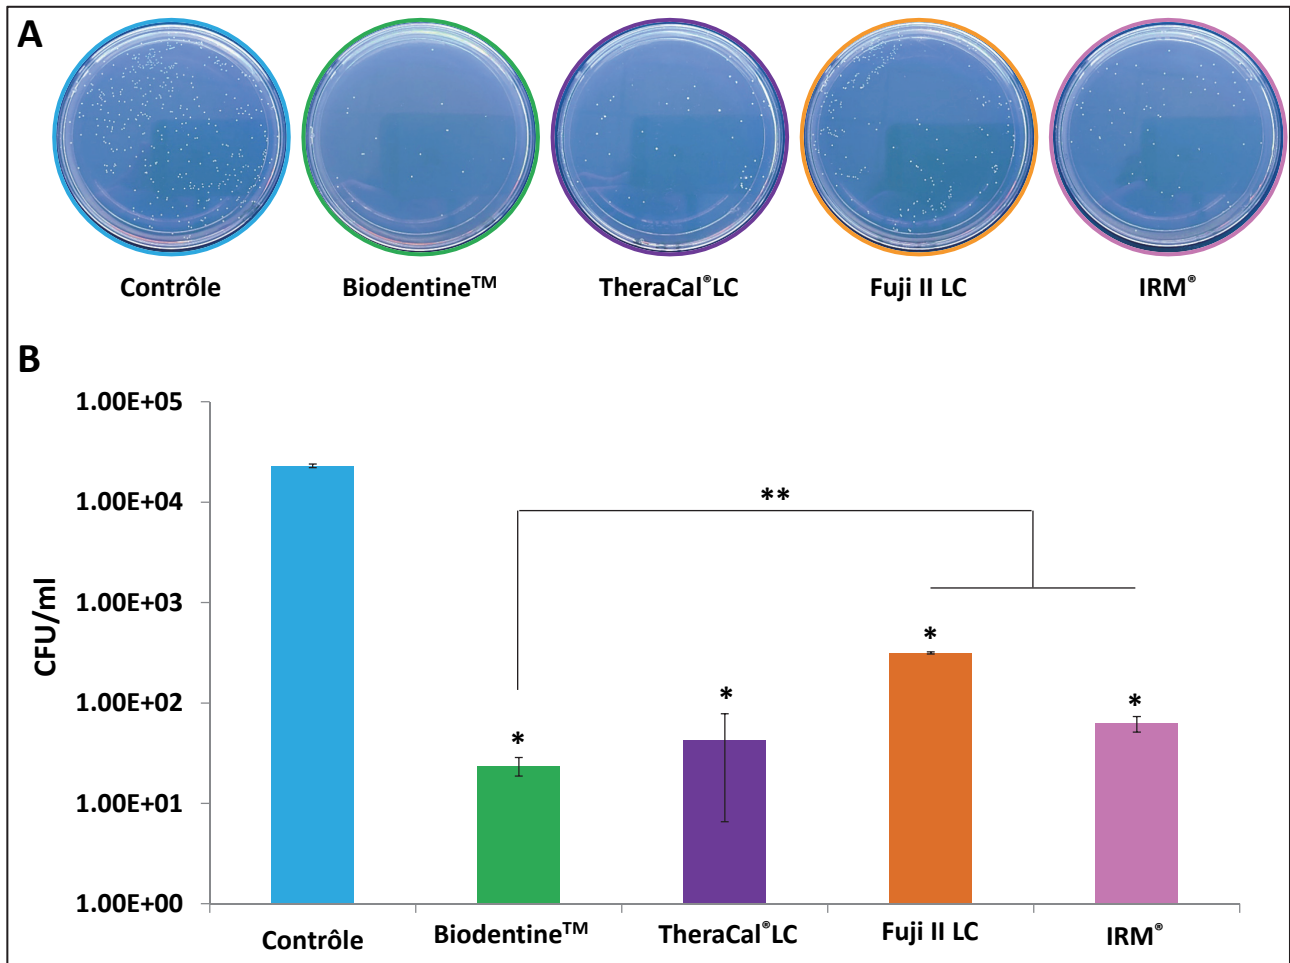 A
Contrôle Biodentine™ TheraCal®LC Fuji II LC IRM®
B
1.00E+05
1.00E+04
1.00E+03
1.00E+02
1.00E+01
1.00E+00
CFU/ml
**
*
*
*
*
Contrôle Biodentine™ TheraCal®LC Fuji II LC IRM®